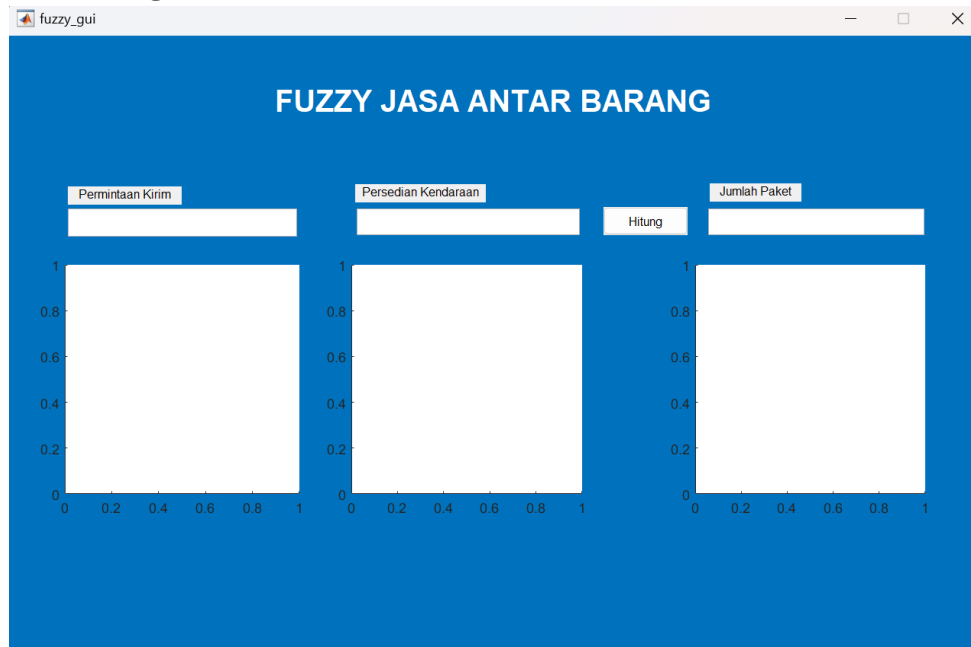 fuzzy_gui
FUZZY JASA ANTAR BARANG
Permintaan Kirim
Persedian Kendaraan
Jumlah Paket
Hitung
1
0.8
0.6
0.4
0.2
0
0 0.2 0.4 0.6 0.8 1
1
0.8
0.6
0.4
0.2
0
0 0.2 0.4 0.6 0.8 1
1
0.8
0.6
0.4
0.2
0
0 0.2 0.4 0.6 0.8 1